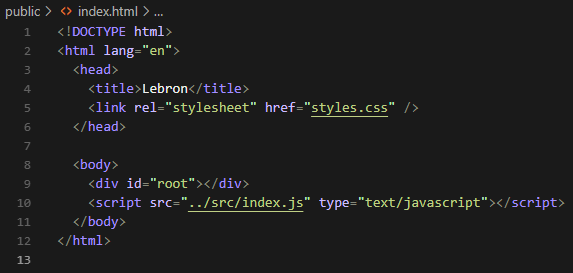 public > index.html > ...
1 <!DOCTYPE html>
2 <html lang="en">
3   <head>
4     <title>Lebron</title>
5     <link rel="stylesheet" href="styles.css" />
6   </head>
7
8   <body>
9     <div id="root"></div>
10     <script src="../src/index.js" type="text/javascript"></script>
11   </body>
12 </html>
13